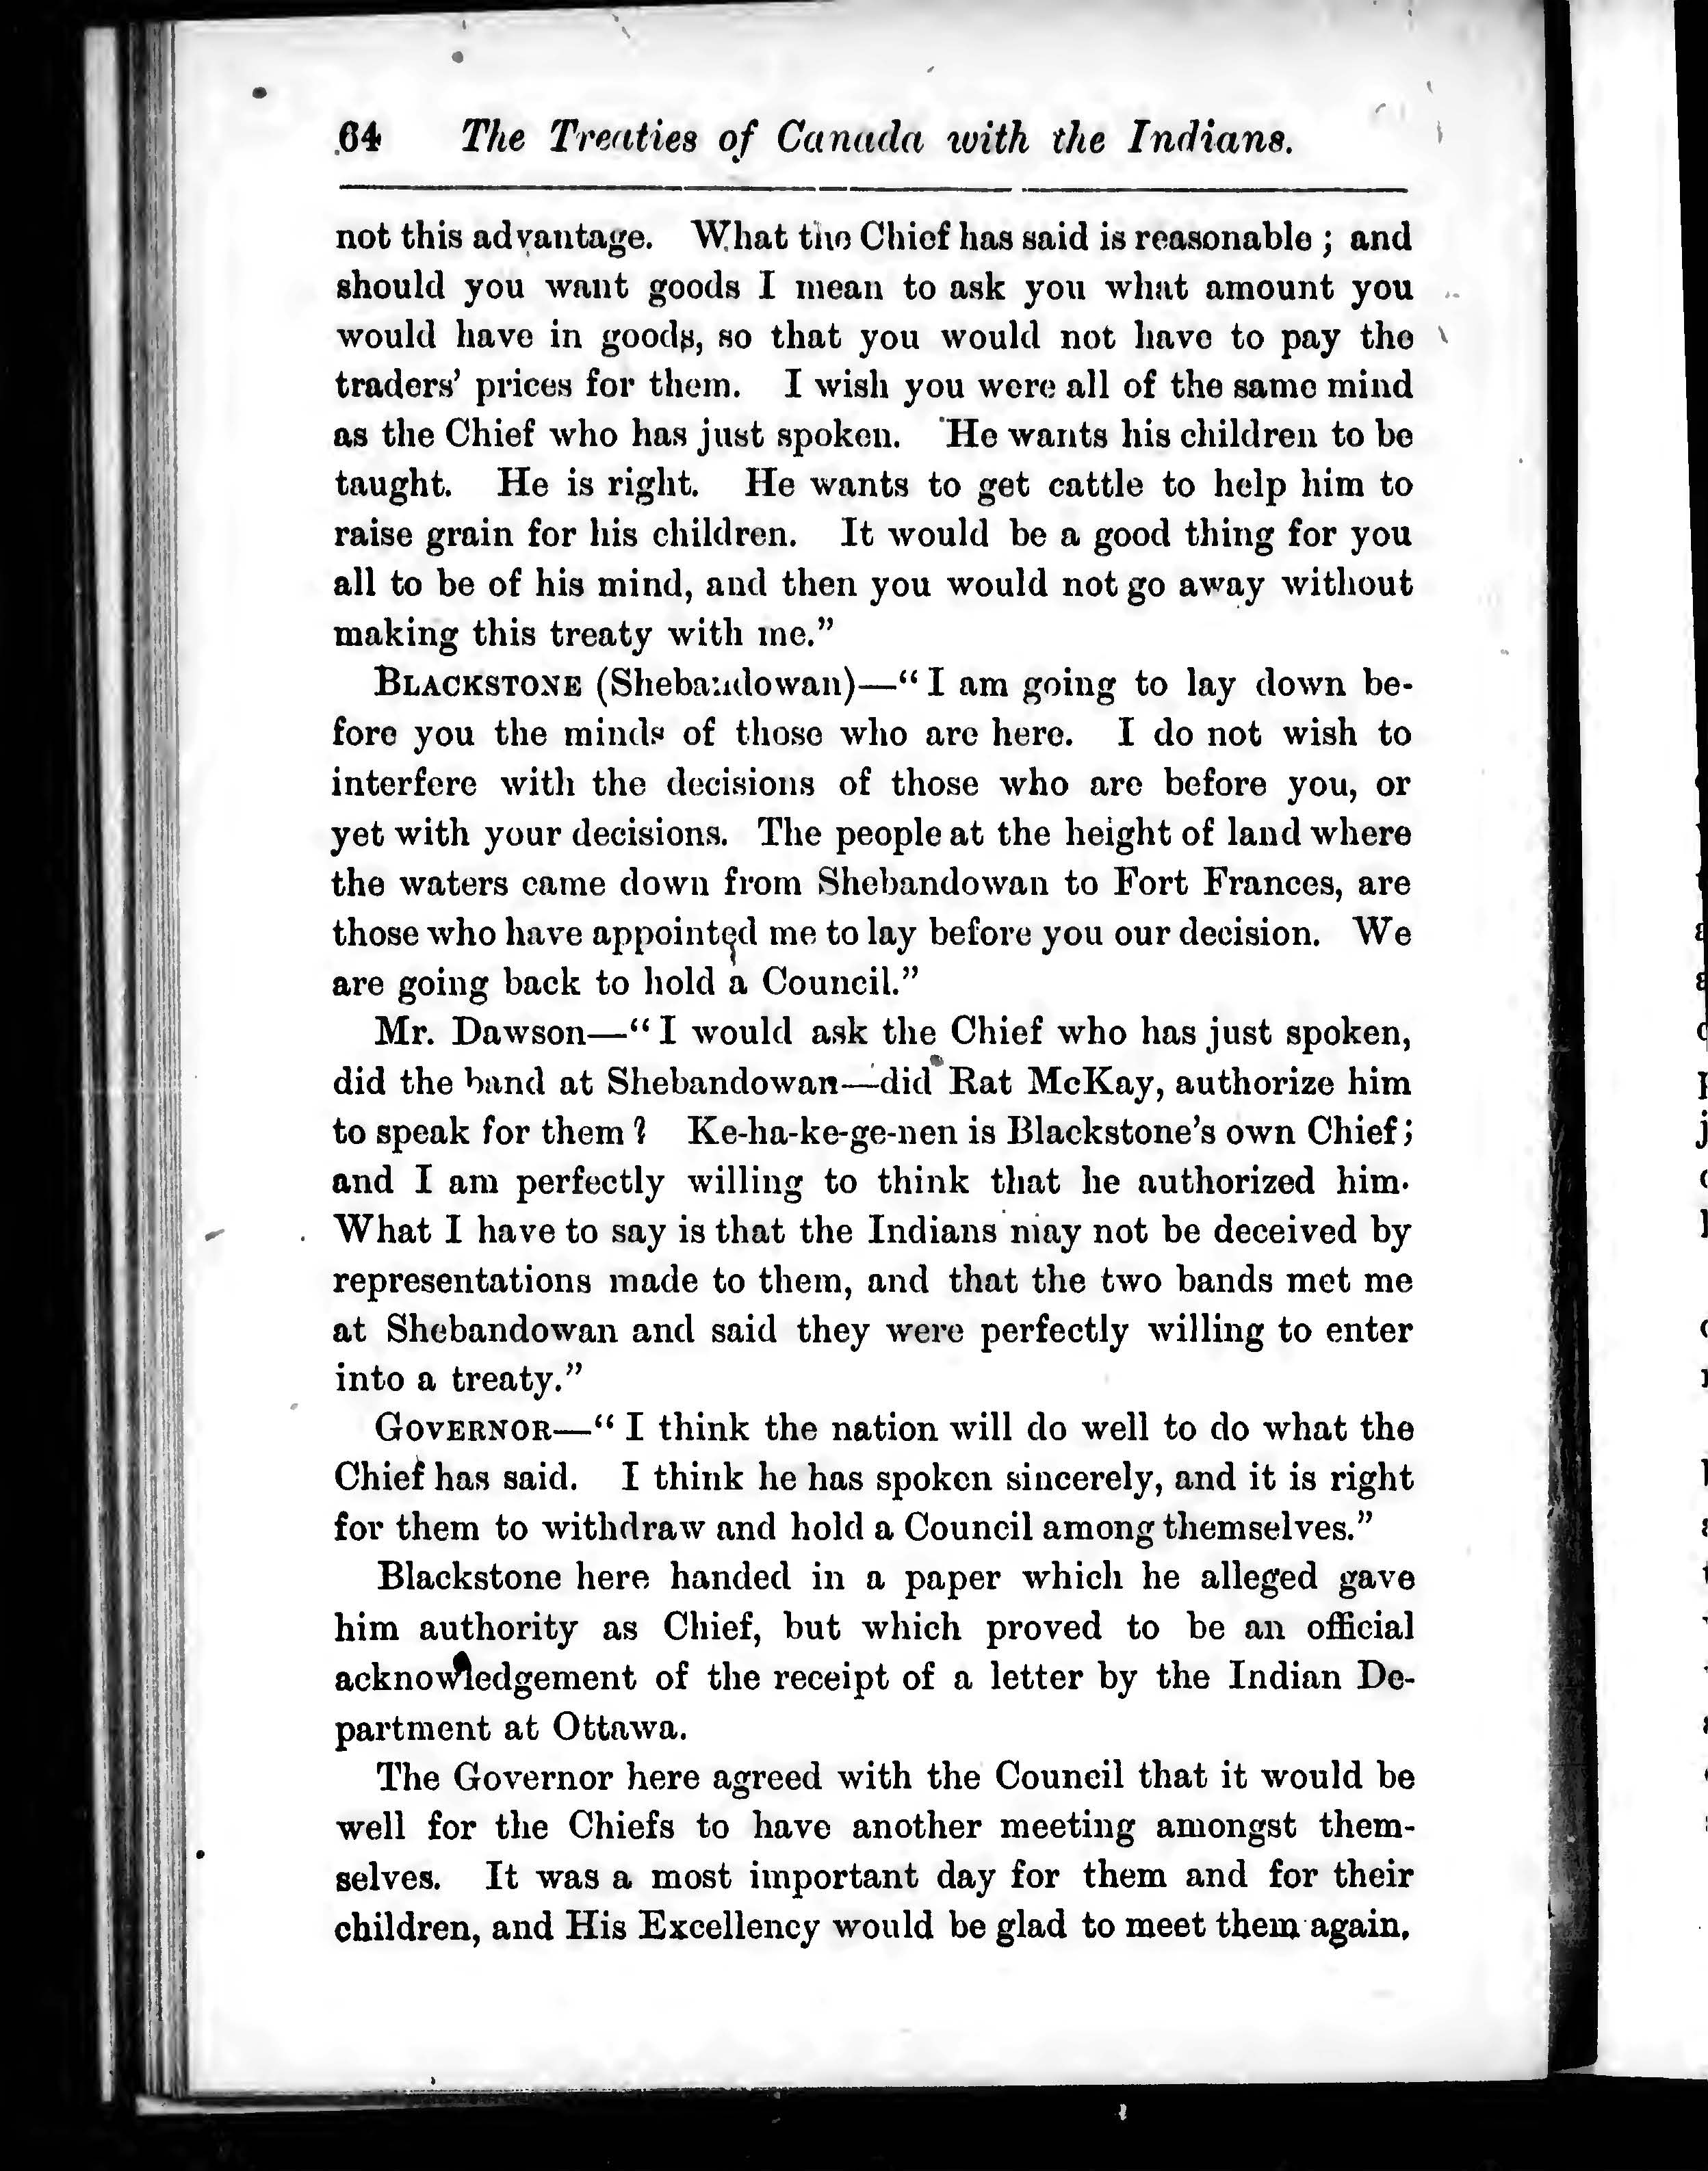 64 The Treaties of Canada with the Indians.
not this advantage. What the Chief has said is reasonable ; and
should you want goods I mean to ask you what amount you
would have in goods, so that you would not have to pay the
traders' prices for them. I wish you were all of the same mind
as the Chief who has just spoken. He wants his children to be
taught. He is right. He wants to get cattle to help him to
raise grain for his children. It would be a good thing for you
all to be of his mind, and then you would not go away without
making this treaty with me.”
BLACKSTONE (Shebandowan)—“ I am going to lay down be-
fore you the minds of those who are here. I do not wish to
interfere with the decisions of those who are before you, or
yet with your decisions. The people at the height of land where
the waters came down from Shebandowan to Fort Frances, are
those who have appointed me to lay before you our decision. We
are going back to hold a Council.”
Mr. Dawson—“ I would ask the Chief who has just spoken,
did the band at Shebandowan—did Rat McKay, authorize him
to speak for them ? Ke-ha-ke-ge-nen is Blackstone's own Chief;
and I am perfectly willing to think that he authorized him.
What I have to say is that the Indians may not be deceived by
representations made to them, and that the two bands met me
at Shebandowan and said they were perfectly willing to enter
into a treaty.”
GOVERNOR—“ I think the nation will do well to do what the
Chief has said. I think he has spoken sincerely, and it is right
for them to withdraw and hold a Council among themselves.”
Blackstone here handed in a paper which he alleged gave
him authority as Chief, but which proved to be an official
acknowledgement of the receipt of a letter by the Indian De-
partment at Ottawa.
The Governor here agreed with the Council that it would be
well for the Chiefs to have another meeting amongst them-
selves. It was a most important day for them and for their
children, and His Excellency would be glad to meet them again.